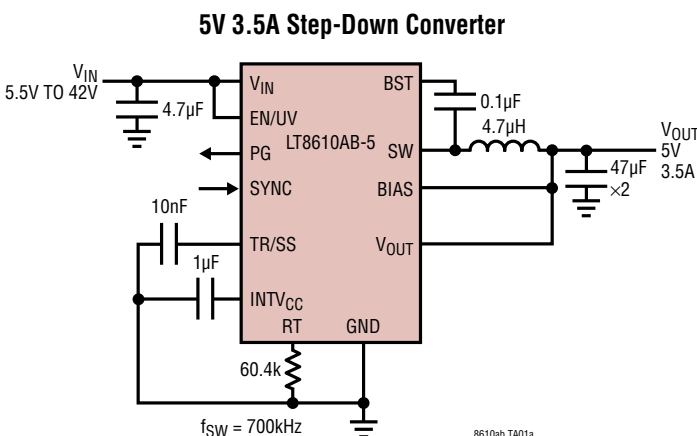 5V 3.5A Step-Down Converter
VIN
5.5V TO 42V
4.7µF
VIN
EN/UV
PG
SYNC
TR/SS
INTVCC
RT
GND
LT8610AB-5
BST
SW
BIAS
VOUT
0.1µF
4.7µH
VOUT
5V
3.5A
47µF
×2
10nF
1µF
60.4k
fSW = 700kHz
8610ab TA01a